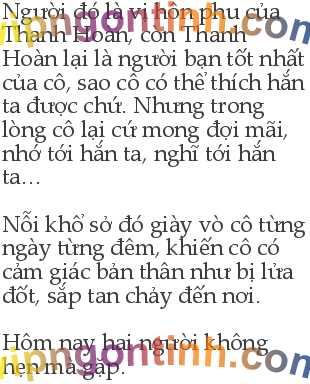 Người đó là vị hôn phu của
Thanh Hoan, còn Thanh
Hoàn lại là người bạn tốt nhất
của cô, sao cô có thể thích hắn
ta được chứ. Nhưng trong
lòng cô lại cứ mong đợi mãi,
nhớ tới hắn ta, nghĩ tới hắn
ta...
Nỗi khổ sở đó giày vò cô từng
ngày từng đêm, khiến cô có
cảm giác bản thân như bị lửa
đốt, sắp tan chảy đến nơi.
Hôm nay hai người không
hẹn mà gặp.
vipngontinh.com
vipngontinh.com